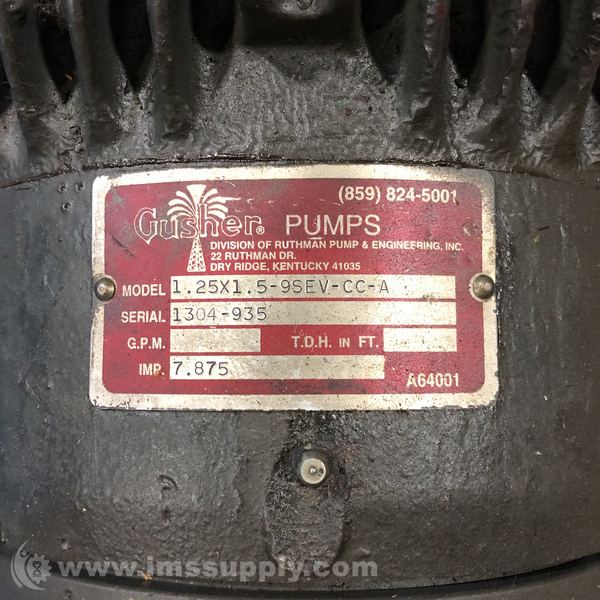 (859) 824-5001
Gusher® PUMPS
DIVISION OF RUTHMAN PUMP & ENGINEERING, INC.
22 RUTHMAN DR.
DRY RIDGE, KENTUCKY 41035
MODEL 1.25X1.5-9SEV-CC-A
SERIAL 1304-935
G.P.M. T.D.H. IN FT.
IMP. 7.875
A64001
www.imssupply.com